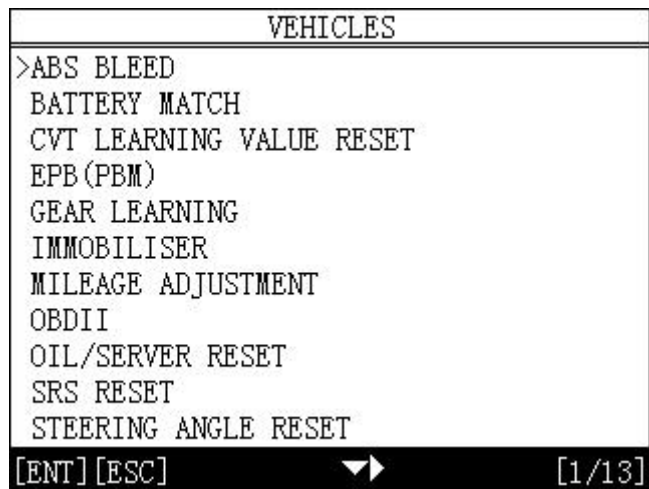 VEHICLES
>ABS BLEED
BATTERY MATCH
CVT LEARNING VALUE RESET
EPB(PBM)
GEAR LEARNING
IMMOBILISER
MILEAGE ADJUSTMENT
OBDII
OIL/SERVER RESET
SRS RESET
STEERING ANGLE RESET
[ENT][ESC] [1/13]